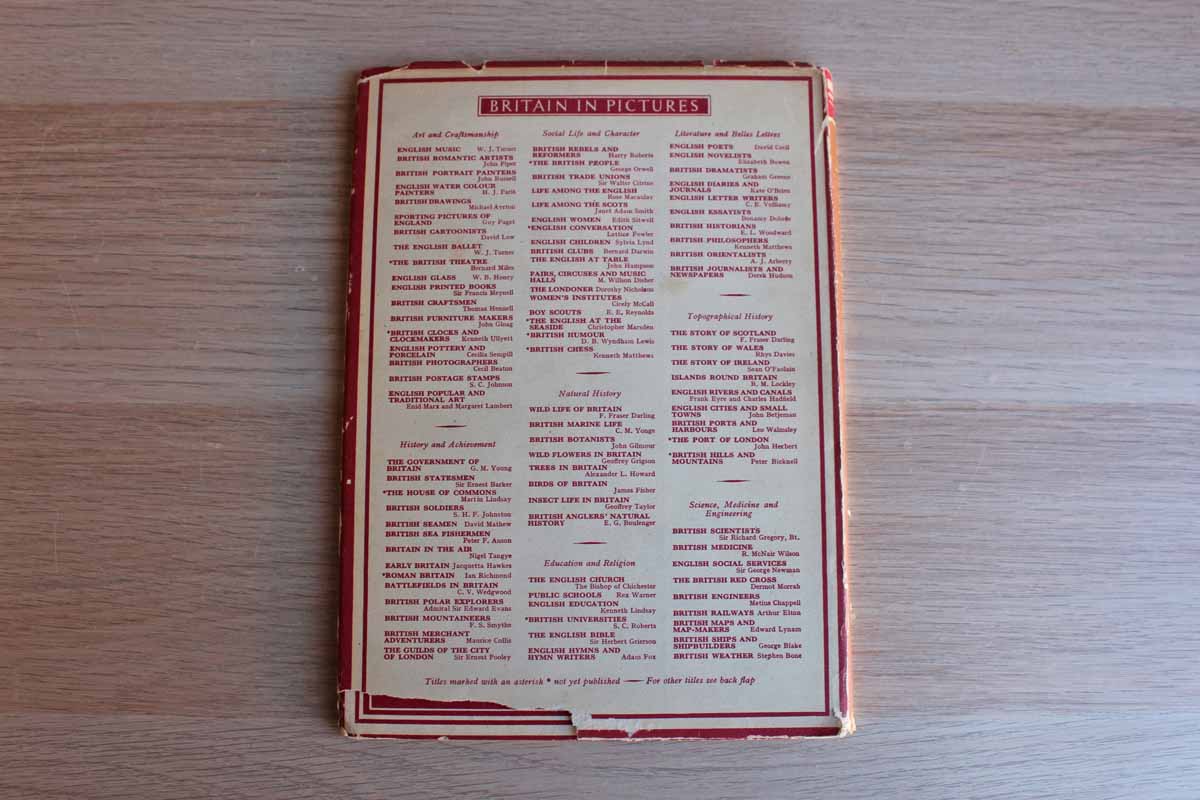 BRITAIN IN PICTURES
Art and Craftsmanship
ENGLISH MUSIC W. J. Turner
BRITISH ROMANTIC ARTISTS
John Piper
BRITISH PORTRAIT PAINTERS
John Russell
ENGLISH WATER COLOUR
PAINTERS H. J. Paris
BRITISH DRAWINGS
Michael Ayrton
SPORTING PICTURES OF
ENGLAND Guy Paget
BRITISH CARTOONISTS
David Low
THE ENGLISH BALLET
W. J. Turner
*THE BRITISH THEATRE
Bernard Miles
ENGLISH GLASS W. B. Honey
ENGLISH PRINTED BOOKS
Sir Francis Meynell
BRITISH CRAFTSMEN
Thomas Hennell
BRITISH FURNITURE MAKERS
John Gloag
*BRITISH CLOCKS AND
CLOCKMAKERS Kenneth Ullyett
ENGLISH POTTERY AND
PORCELAIN Cecilia Sempill
BRITISH PHOTOGRAPHERS
Cecil Beaton
BRITISH POSTAGE STAMPS
S. C. Johnson
ENGLISH POPULAR AND
TRADITIONAL ART
Enid Marx and Margaret Lambert
History and Achievement
THE GOVERNMENT OF
BRITAIN G. M. Young
BRITISH STATESMEN
Sir Ernest Barker
*THE HOUSE OF COMMONS
Martin Lindsay
BRITISH SOLDIERS
S. H. F. Johnston
BRITISH SEAMEN David Mathew
BRITISH SEA FISHERMEN
Peter F. Anson
BRITAIN IN THE AIR
Nigel Tangye
EARLY BRITAIN Jacquetta Hawkes
*ROMAN BRITAIN Ian Richmond
BATTLEFIELDS IN BRITAIN
C. V. Wedgwood
BRITISH POLAR EXPLORERS
Admiral Sir Edward Evans
BRITISH MOUNTAINEERS
F. S. Smythe
BRITISH MERCHANT
ADVENTURERS Maurice Collis
THE GUILDS OF THE CITY
OF LONDON Sir Ernest Pooley
Social Life and Character
BRITISH REBELS AND
REFORMERS Harry Roberts
*THE BRITISH PEOPLE
George Orwell
BRITISH TRADE UNIONS
Sir Walter Citrine
LIFE AMONG THE ENGLISH
Rose Macaulay
LIFE AMONG THE SCOTS
Janet Adam Smith
ENGLISH WOMEN Edith Sitwell
*ENGLISH CONVERSATION
Lettice Fowler
ENGLISH CHILDREN Sylvia Lynd
BRITISH CLUBS Bernard Darwin
THE ENGLISH AT TABLE
John Hampson
FAIRS, CIRCUSES AND MUSIC
HALLS M. Willson Disher
THE LONDONER Dorothy Nicholson
WOMEN'S INSTITUTES
Cicely McCall
BOY SCOUTS E. E. Reynolds
*THE ENGLISH AT THE
SEASIDE Christopher Marsden
*BRITISH HUMOUR
D. B. Wyndham Lewis
*BRITISH CHESS
Kenneth Matthews
Natural History
WILD LIFE OF BRITAIN
F. Fraser Darling
BRITISH MARINE LIFE
C. M. Yonge
BRITISH BOTANISTS
John Gilmour
WILD FLOWERS IN BRITAIN
Geoffrey Grigson
TREES IN BRITAIN
Alexander L. Howard
BIRDS OF BRITAIN
James Fisher
INSECT LIFE IN BRITAIN
Geoffrey Taylor
BRITISH ANGLERS' NATURAL
HISTORY E. G. Boulenger
Education and Religion
THE ENGLISH CHURCH
The Bishop of Chichester
PUBLIC SCHOOLS Rex Warner
ENGLISH EDUCATION
Kenneth Lindsay
*BRITISH UNIVERSITIES
S. C. Roberts
THE ENGLISH BIBLE
Sir Herbert Grierson
ENGLISH HYMNS AND
HYMN WRITERS Adam Fox
Literature and Belles Lettres
ENGLISH POETS David Cecil
ENGLISH NOVELISTS
Elizabeth Bowen
BRITISH DRAMATISTS
Graham Greene
ENGLISH DIARIES AND
JOURNALS Kate O'Brien
ENGLISH LETTER WRITERS
C. E. Vulliamy
ENGLISH ESSAYISTS
Bonamy Dobrée
BRITISH HISTORIANS
E. L. Woodward
BRITISH PHILOSOPHERS
Kenneth Matthews
BRITISH ORIENTALISTS
A. J. Arberry
BRITISH JOURNALISTS AND
NEWSPAPERS Derek Hudson
Topographical History
THE STORY OF SCOTLAND
F. Fraser Darling
THE STORY OF WALES
Rhys Davies
THE STORY OF IRELAND
Sean O'Faolain
ISLANDS ROUND BRITAIN
R. M. Lockley
ENGLISH RIVERS AND CANALS
Frank Eyre and Charles Hadfield
ENGLISH CITIES AND SMALL
TOWNS John Betjeman
BRITISH PORTS AND
HARBOURS Leo Walmsley
*THE PORT OF LONDON
John Herbert
*BRITISH HILLS AND
MOUNTAINS Peter Bicknell
Science, Medicine and
Engineering
BRITISH SCIENTISTS
Sir Richard Gregory, Bt.
BRITISH MEDICINE
R. McNair Wilson
ENGLISH SOCIAL SERVICES
Sir George Newman
THE BRITISH RED CROSS
Dermot Morrah
BRITISH ENGINEERS
Metius Chappell
BRITISH RAILWAYS Arthur Elton
BRITISH MAPS AND
MAP-MAKERS Edward Lynam
BRITISH SHIPS AND
SHIPBUILDERS George Blake
BRITISH WEATHER Stephen Bone
Titles marked with an asterisk * not yet published — For other titles see back flap